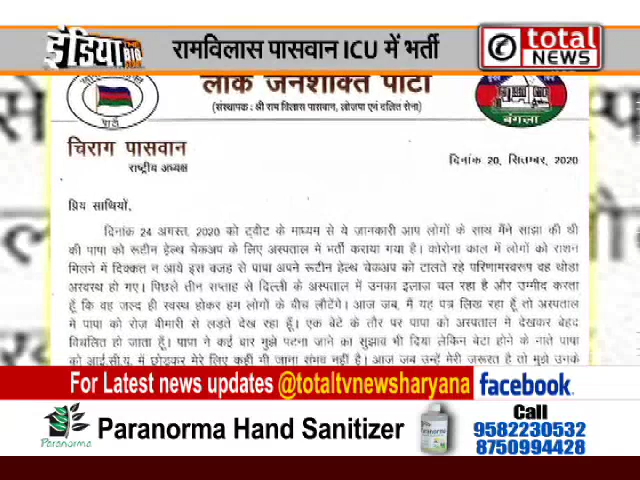 इंडिया THE BIG NEWS
रामविलास पासवान ICU में भर्ती
total NEWS
लोक जनशक्ति पार्टी
(संस्थापक : श्री राम विलास पासवान, लोजपा एवं दलित सेना)
पार्टी
बंगला
चिराग पासवान
राष्ट्रीय अध्यक्ष
दिनांक 20, सितम्बर, 2020
प्रिय साथियों,
दिनांक 24 अगस्त, 2020 को ट्वीट के माध्यम से ये जानकारी आप लोगों के साथ मैंने साझा की थी
की पापा को रूटीन हेल्थ चेकअप के लिए अस्पताल में भर्ती कराया गया है। कोरोना काल में लोगों को राशन
मिलने में दिक्कत न आये इस वजह से पापा अपने रूटीन हेल्थ चेकअप को टालते रहे परिणामस्वरूप वह थोडा
अस्वस्थ हो गए। पिछले तीन सप्ताह से दिल्ली के अस्पताल में उनका इलाज चल रहा है और उम्मीद करता
हूँ कि वह जल्द ही स्वस्थ होकर हम लोगों के बीच लौटेंगे। आज जब, मैं यह पत्र लिख रहा हूँ तो अस्पताल
में पापा को रोज़ बीमारी से लड़ते देख रहा हूँ। एक बेटे के तौर पर पापा को अस्पताल में देखकर बेहद
विचलित हो जाता हूँ। पापा ने कई बार मुझे पटना जाने का सुझाव भी दिया लेकिन बेटा होने के नाते पापा
को आई.सी.यू. में छोड़कर मेरे लिए कहीं भी जाना संभव नहीं है। आज जब उन्हें मेरी जरूरत है तो मुझे उनके
For Latest news updates @totaltvnewsharyana facebook
Paranorma
Paranorma Hand Sanitizer
Call
9582230532
8750994428